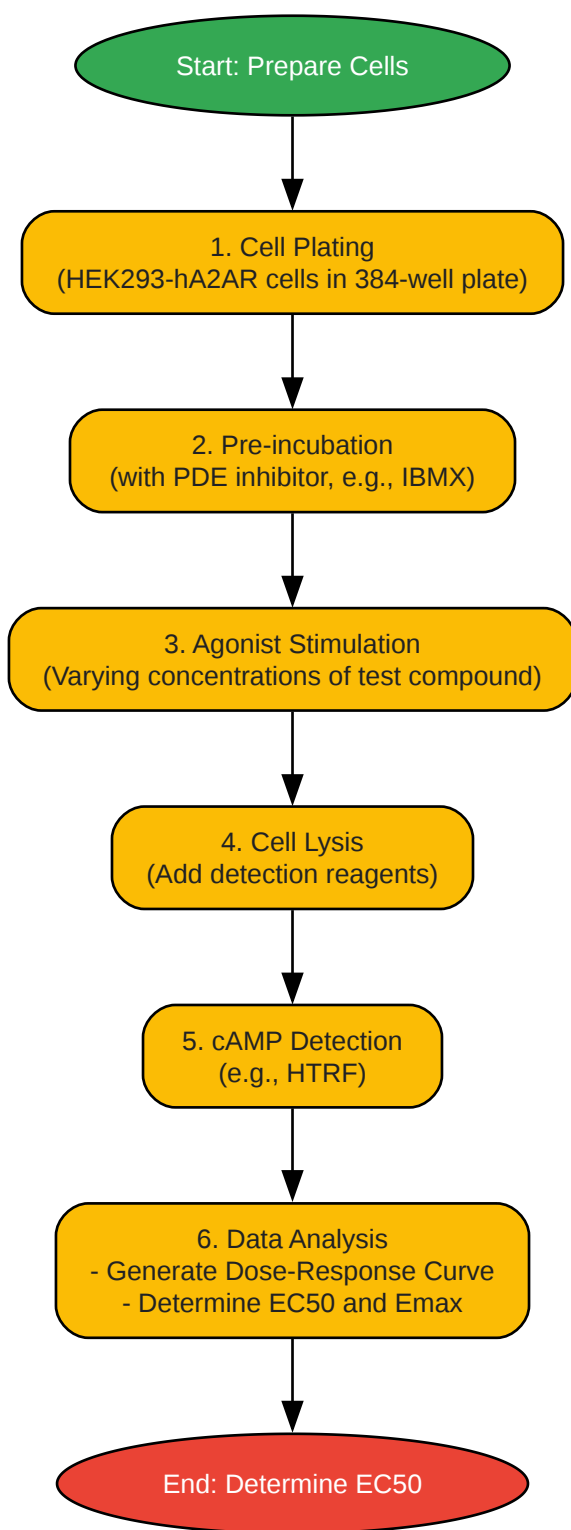 Start: Prepare Cells
1. Cell Plating
(HEK293-hA2AR cells in 384-well plate)
2. Pre-incubation
(with PDE inhibitor, e.g., IBMX)
3. Agonist Stimulation
(Varying concentrations of test compound)
4. Cell Lysis
(Add detection reagents)
5. cAMP Detection
(e.g., HTRF)
6. Data Analysis
- Generate Dose-Response Curve
- Determine EC50 and Emax
End: Determine EC50